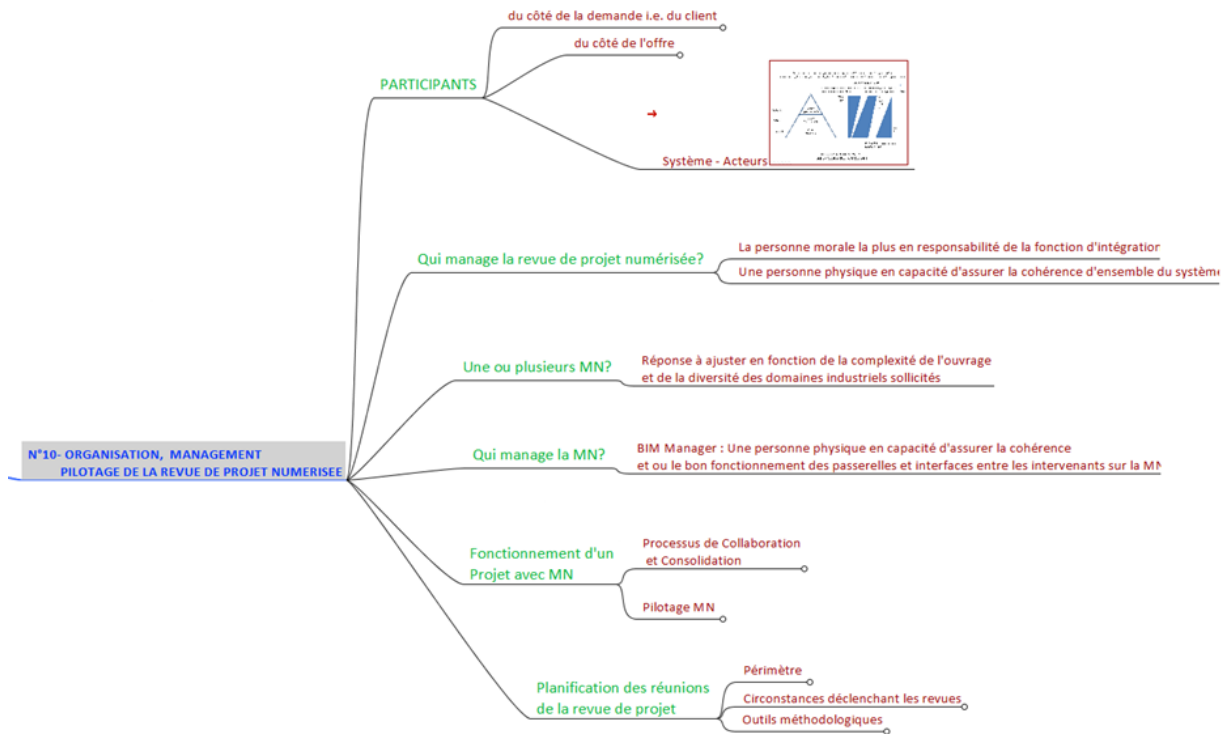 du côté de la demande i.e. du client
du côté de l'offre
PARTICIPANTS
Système - Acteurs
La personne morale la plus en responsabilité de la fonction d'intégration
Qui manage la revue de projet numérisée?
Une personne physique en capacité d'assurer la cohérence d'ensemble du système
Une ou plusieurs MN?
Réponse à ajuster en fonction de la complexité de l'ouvrage
et de la diversité des domaines industriels sollicités
N°10- ORGANISATION, MANAGEMENT
PILOTAGE DE LA REVUE DE PROJET NUMERISEE
Qui manage la MN?
BIM Manager : Une personne physique en capacité d'assurer la cohérence
et ou le bon fonctionnement des passerelles et interfaces entre les intervenants sur la MN
Fonctionnement d'un
Projet avec MN
Processus de Collaboration
et Consolidation
Pilotage MN
Planification des réunions
de la revue de projet
Périmètre
Circonstances déclenchant les revues
Outils méthodologiques